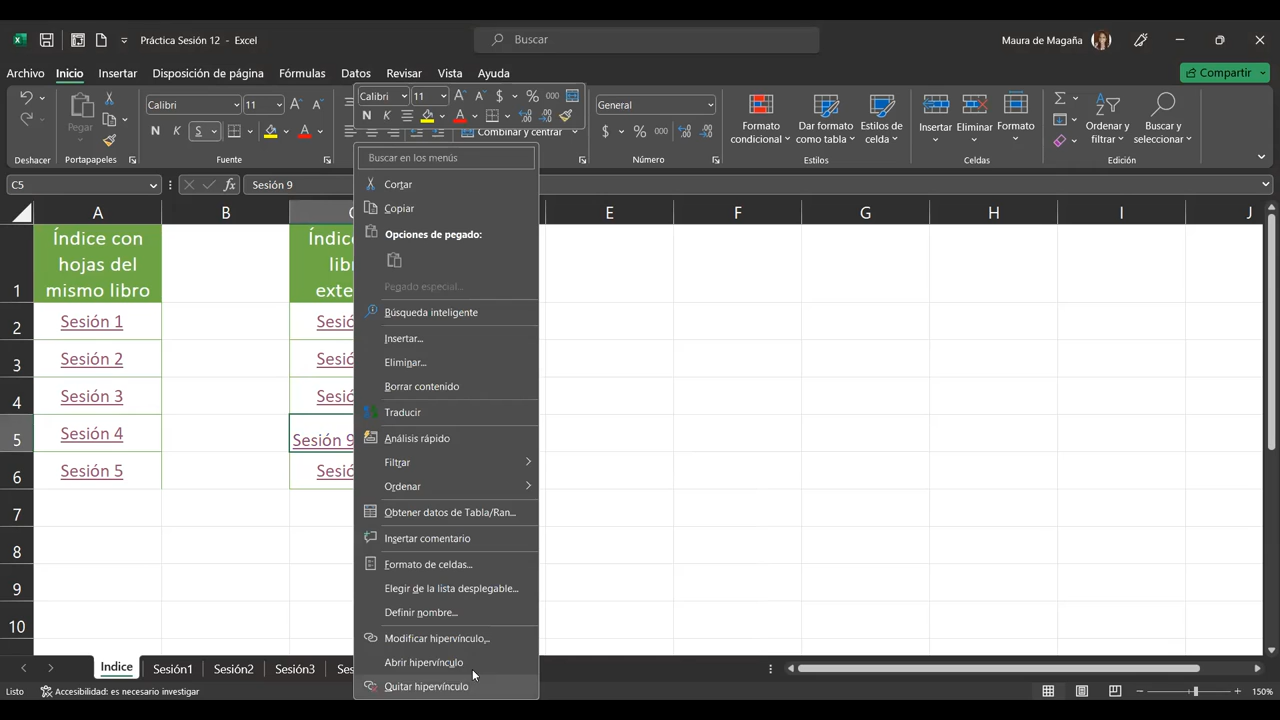 Práctica Sesión 12 - Excel
Buscar
Maura de Magaña
Archivo
Inicio
Insertar
Disposición de página
Fórmulas
Datos
Revisar
Vista
Ayuda
Compartir
Calibri
11
General
Pegar
N K S
Combinar y centrar
Formato condicional
Dar formato como tabla
Estilos de celda
Insertar
Eliminar
Formato
Ordenar y filtrar
Buscar y seleccionar
Calibri
11
$ % 000
N K
$ % 000
Deshacer
Portapapeles
Fuente
Número
Estilos
Celdas
Edición
C5
fx
Sesión 9
A B E F G H I J
1 2 3 4 5 6 7 8 9 10
Índice con
hojas del
mismo libro
Sesión 1
Sesión 2
Sesión 3
Sesión 4
Sesión 5
Sesión 9
Buscar en los menús
Cortar
Copiar
Opciones de pegado:
Pegado especial...
Búsqueda inteligente
Insertar...
Eliminar...
Borrar contenido
Traducir
Análisis rápido
Filtrar
Ordenar
Obtener datos de Tabla/Ran...
Insertar comentario
Formato de celdas...
Elegir de la lista desplegable...
Definir nombre...
Modificar hipervínculo...
Abrir hipervínculo
Quitar hipervínculo
Indice
Sesión1
Sesión2
Sesión3
Listo
Accesibilidad: es necesario investigar
150%